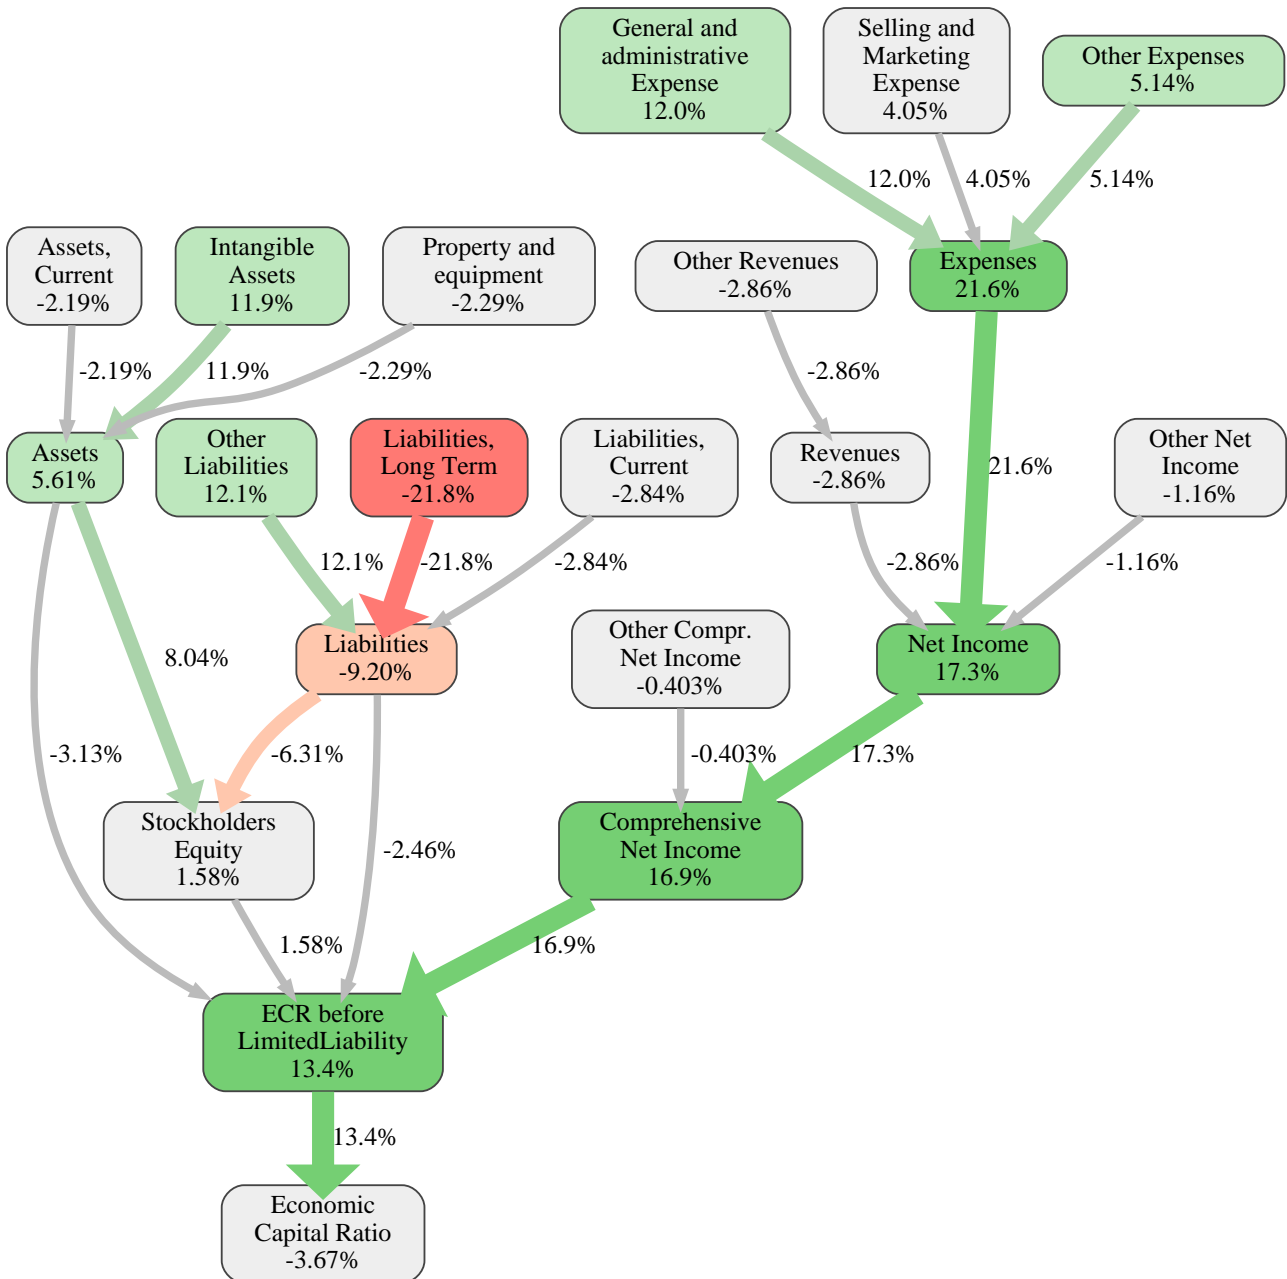 General and
administrative
Expense
12.0%
Selling and
Marketing
Expense
4.05%
Other Expenses
5.14%
12.0%
4.05%
5.14%
Assets,
Current
-2.19%
Intangible
Assets
11.9%
Property and
equipment
-2.29%
Other Revenues
-2.86%
Expenses
21.6%
-2.19%
11.9%
-2.29%
-2.86%
21.6%
Assets
5.61%
Other
Liabilities
12.1%
Liabilities,
Long Term
-21.8%
Liabilities,
Current
-2.84%
Revenues
-2.86%
Other Net
Income
-1.16%
12.1%
-21.8%
-2.84%
-2.86%
-1.16%
8.04%
Liabilities
-9.20%
Other Compr.
Net Income
-0.403%
Net Income
17.3%
-3.13%
-6.31%
-0.403%
17.3%
Stockholders
Equity
1.58%
-2.46%
Comprehensive
Net Income
16.9%
1.58%
16.9%
ECR before
LimitedLiability
13.4%
13.4%
Economic
Capital Ratio
-3.67%